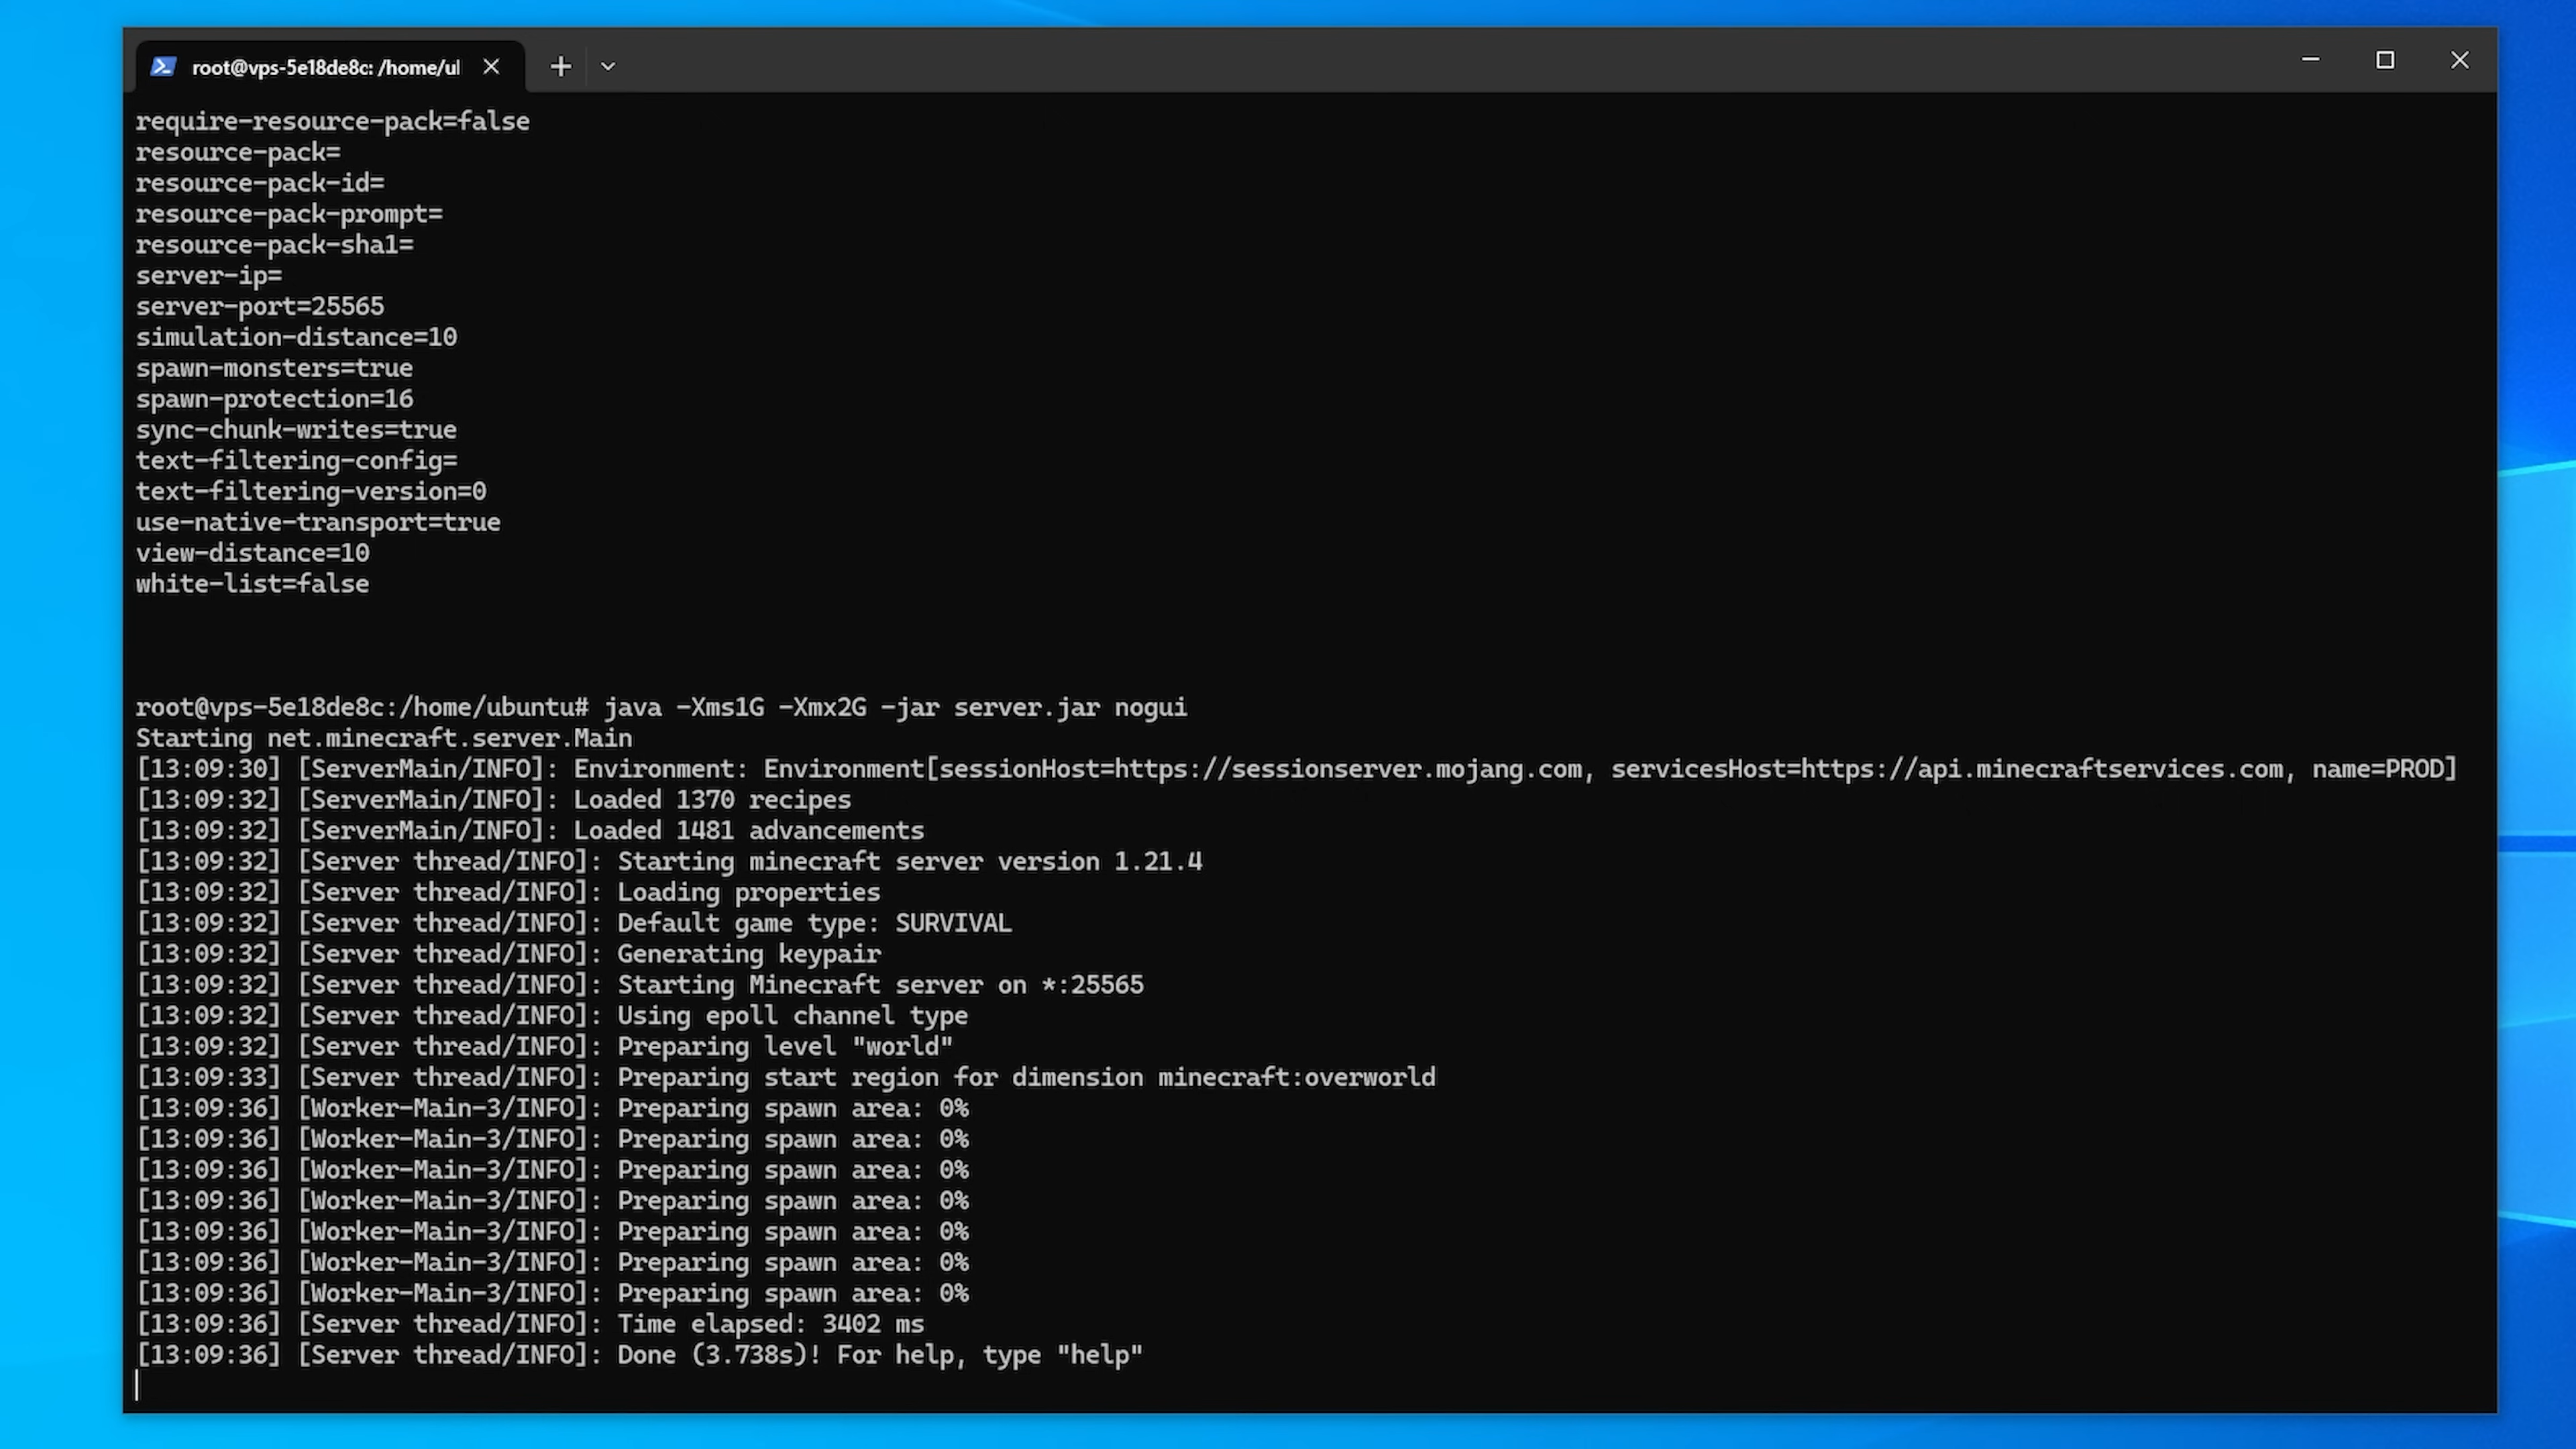 root@vps-5e18de8c: /home/ul
require-resource-pack=false
resource-pack=
resource-pack-id=
resource-pack-prompt=
resource-pack-sha1=
server-ip=
server-port=25565
simulation-distance=10
spawn-monsters=true
spawn-protection=16
sync-chunk-writes=true
text-filtering-config=
text-filtering-version=0
use-native-transport=true
view-distance=10
white-list=false
root@vps-5e18de8c:/home/ubuntu# java -Xms1G -Xmx2G -jar server.jar nogui
Starting net.minecraft.server.Main
[13:09:30] [ServerMain/INFO]: Environment: Environment[sessionHost=https://sessionserver.mojang.com, servicesHost=https://api.minecraftservices.com, name=PROD]
[13:09:32] [ServerMain/INFO]: Loaded 1370 recipes
[13:09:32] [ServerMain/INFO]: Loaded 1481 advancements
[13:09:32] [Server thread/INFO]: Starting minecraft server version 1.21.4
[13:09:32] [Server thread/INFO]: Loading properties
[13:09:32] [Server thread/INFO]: Default game type: SURVIVAL
[13:09:32] [Server thread/INFO]: Generating keypair
[13:09:32] [Server thread/INFO]: Starting Minecraft server on *:25565
[13:09:32] [Server thread/INFO]: Using epoll channel type
[13:09:32] [Server thread/INFO]: Preparing level "world"
[13:09:33] [Server thread/INFO]: Preparing start region for dimension minecraft:overworld
[13:09:36] [Worker-Main-3/INFO]: Preparing spawn area: 0%
[13:09:36] [Worker-Main-3/INFO]: Preparing spawn area: 0%
[13:09:36] [Worker-Main-3/INFO]: Preparing spawn area: 0%
[13:09:36] [Worker-Main-3/INFO]: Preparing spawn area: 0%
[13:09:36] [Worker-Main-3/INFO]: Preparing spawn area: 0%
[13:09:36] [Worker-Main-3/INFO]: Preparing spawn area: 0%
[13:09:36] [Worker-Main-3/INFO]: Preparing spawn area: 0%
[13:09:36] [Server thread/INFO]: Time elapsed: 3402 ms
[13:09:36] [Server thread/INFO]: Done (3.738s)! For help, type "help"